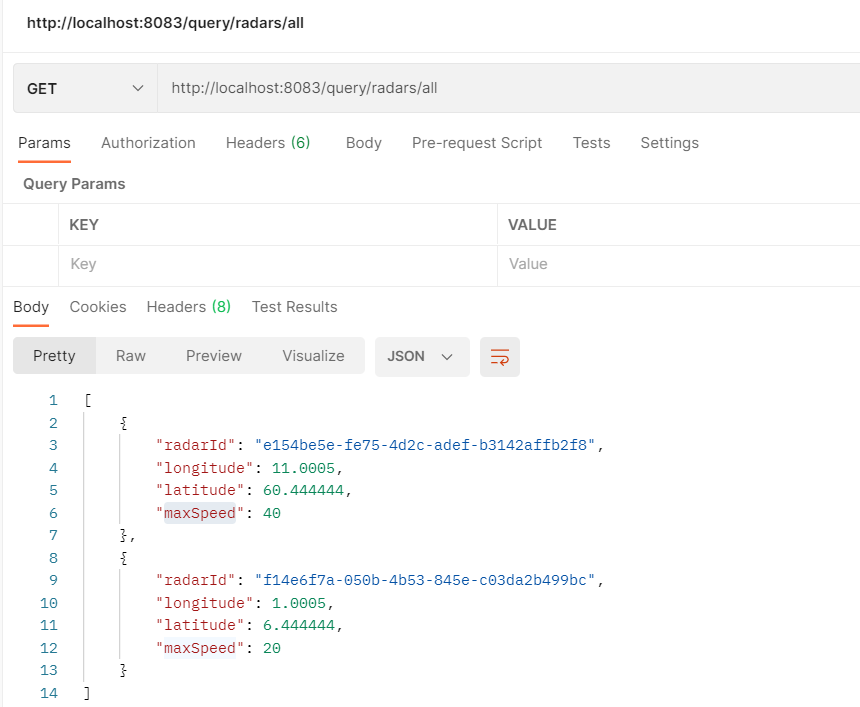 http://localhost:8083/query/radars/all
GET http://localhost:8083/query/radars/all
Params Authorization Headers (6) Body Pre-request Script Tests Settings
Query Params
KEY VALUE
Key Value
Body Cookies Headers (8) Test Results
Pretty Raw Preview Visualize JSON
1 [
2 {
3 "radarId": "e154be5e-fe75-4d2c-adef-b3142affb2f8",
4 "longitude": 11.0005,
5 "latitude": 60.444444,
6 "maxSpeed": 40
7 },
8 {
9 "radarId": "f14e6f7a-050b-4b53-845e-c03da2b499bc",
10 "longitude": 1.0005,
11 "latitude": 6.444444,
12 "maxSpeed": 20
13 }
14 ]